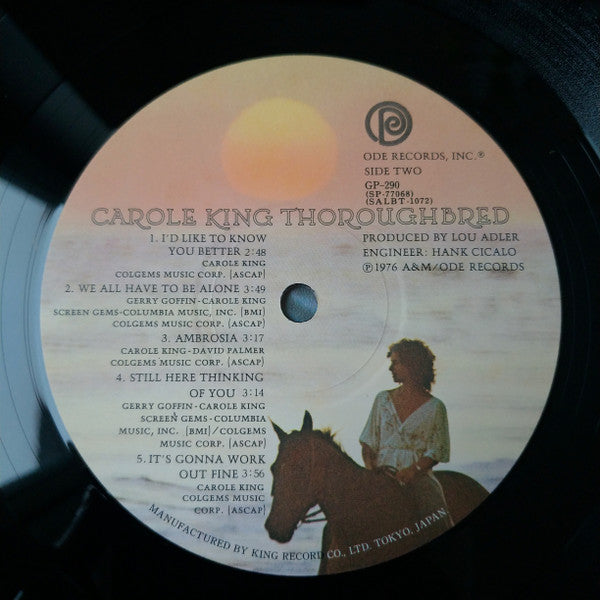 ODE RECORDS, INC.®
SIDE TWO
GP-290
(SP-77068)
(SALBT-1072)
CAROLE KING THOROUGHBRED
1. I'D LIKE TO KNOW
YOU BETTER 2:48
CAROLE KING
COLGEMS MUSIC CORP. [ASCAP]
2. WE ALL HAVE TO BE ALONE 3:49
GERRY GOFFIN-CAROLE KING
SCREEN GEMS-COLUMBIA MUSIC, INC. [BMI]
COLGEMS MUSIC CORP. [ASCAP]
3. AMBROSIA 3:17
CAROLE KING-DAVID PALMER
COLGEMS MUSIC CORP. [ASCAP]
4. STILL HERE THINKING
OF YOU 3:14
GERRY GOFFIN-CAROLE KING
SCREEN GEMS-COLUMBIA
MUSIC, INC. [BMI]/COLGEMS
MUSIC CORP. [ASCAP]
5. IT'S GONNA WORK
OUT FINE 3:56
CAROLE KING
COLGEMS MUSIC
CORP. [ASCAP]
PRODUCED BY LOU ADLER
ENGINEER: HANK CICALO
℗ 1976 A&M/ODE RECORDS
MANUFACTURED BY KING RECORD CO., LTD. TOKYO, JAPAN